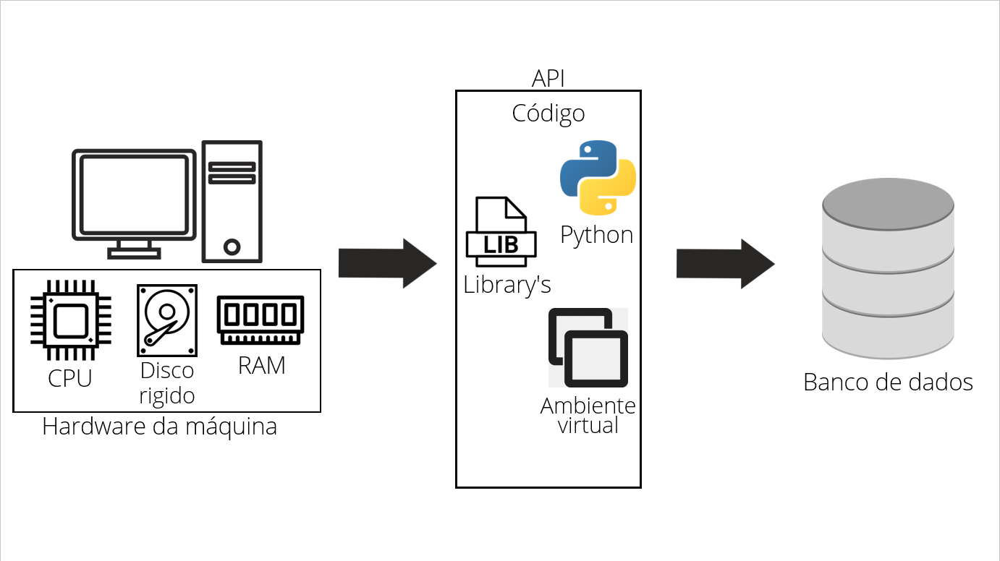 API
Código
Python
LIB
Library's
CPU
Disco
rigido
RAM
Hardware da máquina
Ambiente
virtual
Banco de dados